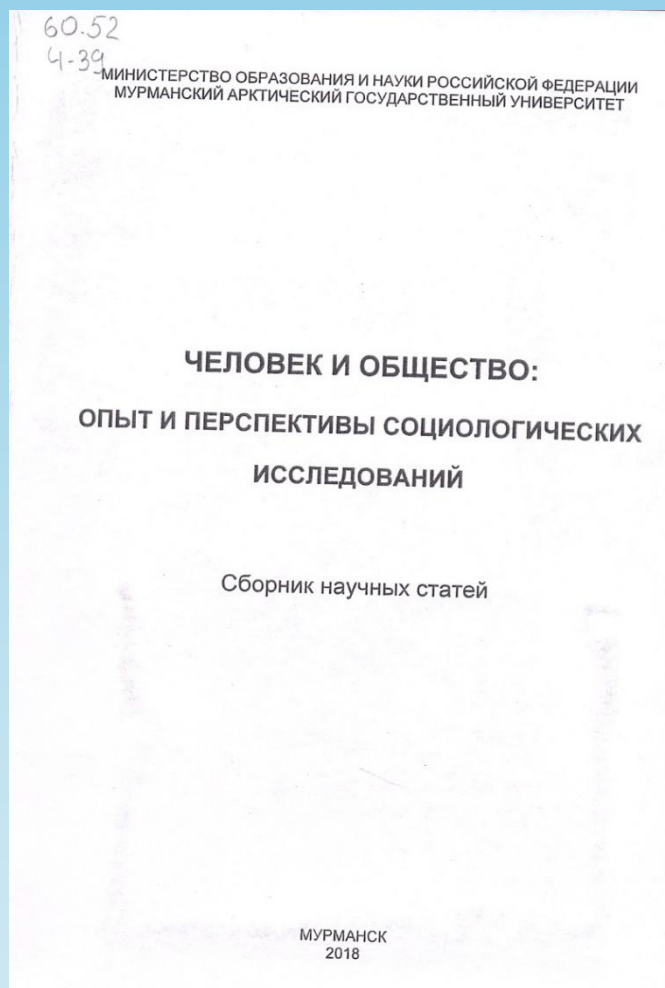 60.52
Ч-39
МИНИСТЕРСТВО ОБРАЗОВАНИЯ И НАУКИ РОССИЙСКОЙ ФЕДЕРАЦИИ
МУРМАНСКИЙ АРКТИЧЕСКИЙ ГОСУДАРСТВЕННЫЙ УНИВЕРСИТЕТ
ЧЕЛОВЕК И ОБЩЕСТВО:
ОПЫТ И ПЕРСПЕКТИВЫ СОЦИОЛОГИЧЕСКИХ
ИССЛЕДОВАНИЙ
Сборник научных статей
МУРМАНСК
2018